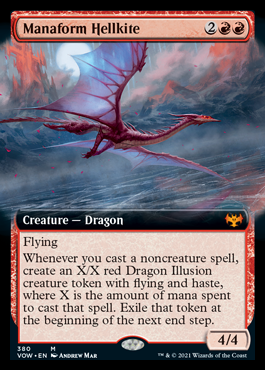 Manaform Hellkite 2
Creature — Dragon
Flying
Whenever you cast a noncreature spell,
create an X/X red Dragon Illusion
creature token with flying and haste,
where X is the amount of mana spent
to cast that spell. Exile that token at
the beginning of the next end step.
4/4
380 M
VOW • EN Andrew Mar
™ & © 2021 Wizards of the Coast